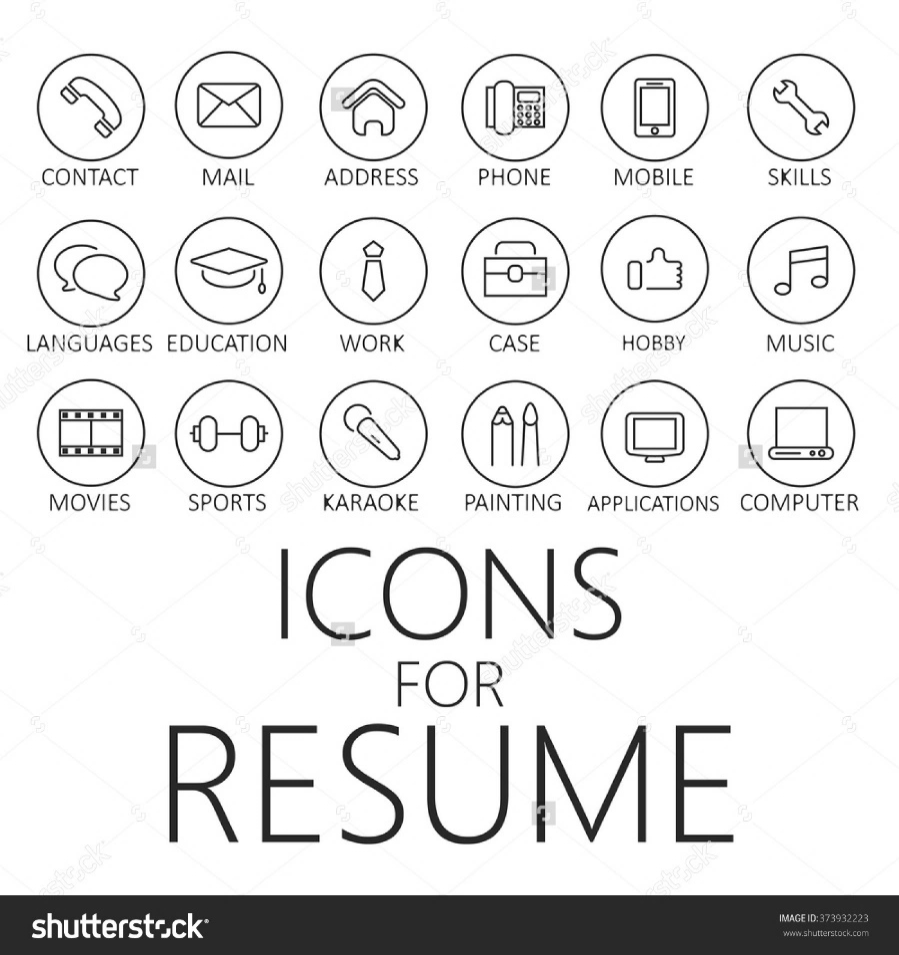 CONTACT MAIL ADDRESS PHONE MOBILE SKILLS
LANGUAGES EDUCATION WORK CASE HOBBY MUSIC
MOVIES SPORTS KARAOKE PAINTING APPLICATIONS COMPUTER
ICONS
FOR
RESUME
shutterstock®
IMAGE ID: 373932223
www.shutterstock.com